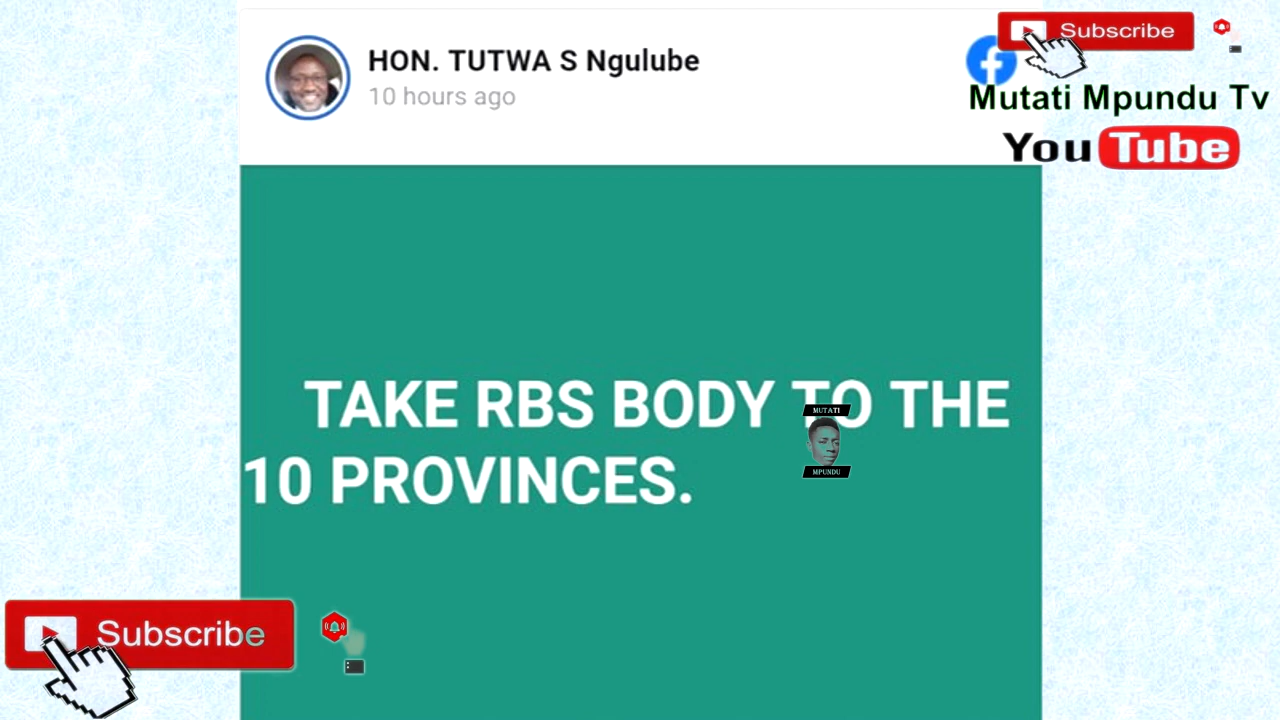 HON. TUTWA S Ngulube
10 hours ago
Subscribe
Mutati Mpundu Tv
YouTube
TAKE RBS BODY TO THE
10 PROVINCES.
MUTATI
MPUNDU
Subscribe